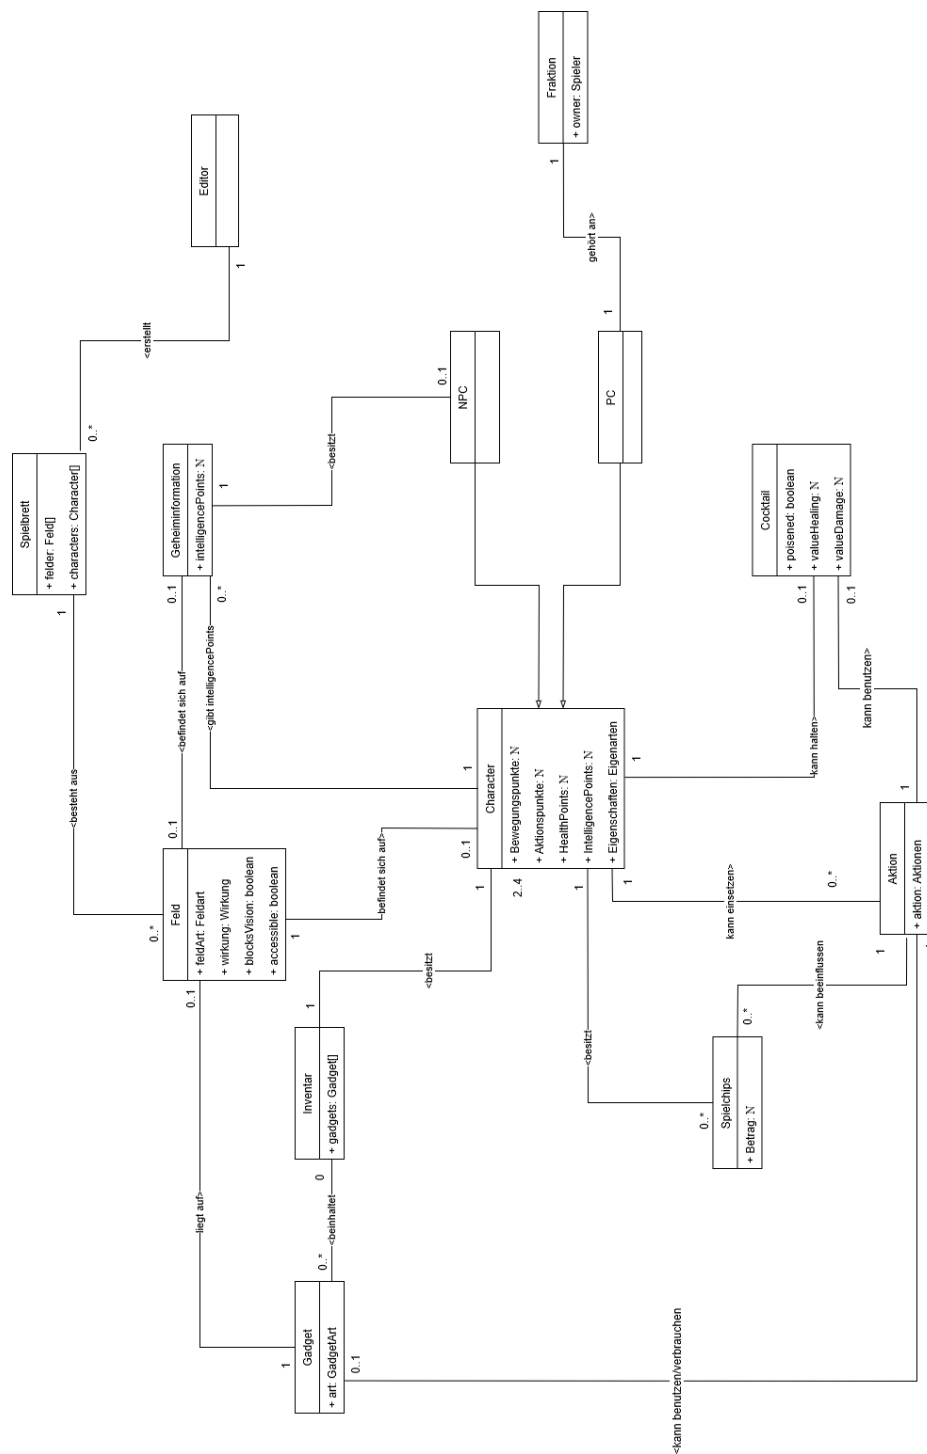 Fraktion
+ owner: Spieler
1
gehört an>
1
PC
Editor
1
<erstellt
0..*
Spielbrett
+ felder: Feld[]
+ characters: Character[]
1
<besteht aus
0..*
Geheiminformation
+ intelligencePoints: N
1
<besitzt
0..1
NPC
0..1
<befindet sich auf
0..1
0..*
<gibt intelligencePoints
1
Feld
+ feldArt: Feldart
+ wirkung: Wirkung
+ blocksVision: boolean
+ accessible: boolean
1
befindet sich auf>
0..1
Character
+ Bewegungspunkte: N
+ Aktionspunkte: N
+ HealthPoints: N
+ IntelligencePoints: N
+ Eigenschaften: Eigenarten
Cocktail
+ poisened: boolean
+ valueHealing: N
+ valueDamage: N
0..1
kann halten>
1
0..1
kann benutzen>
1
Aktion
+ aktion: Aktionen
0..*
kann einsetzen>
1
1
<kann beeinflussen
0..*
Spielchips
+ Betrag: N
0..*
<besitzt
1
2..4
1
<besitzt
1
Inventar
+ gadgets: Gadget[]
0
<beinhaltet
0..*
Gadget
+ art: GadgetArt
1
liegt auf>
0..1
0..1
<kann benutzen/verbrauchen